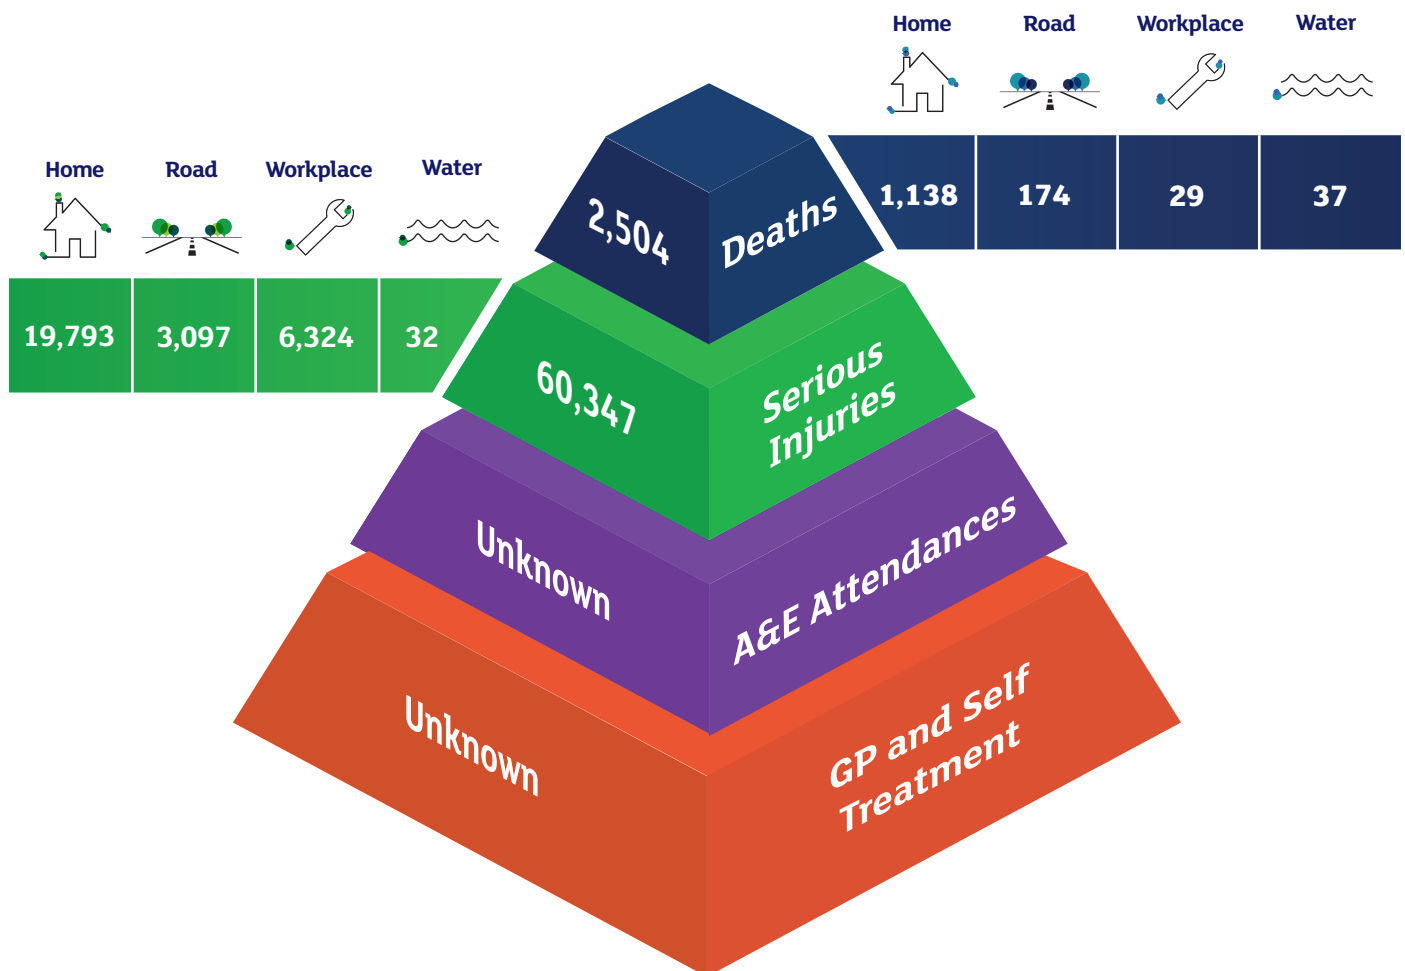 Home Road Workplace Water
1,138 174 29 37
Home Road Workplace Water
19,793 3,097 6,324 32
2,504 Deaths
60,347 Serious
Injuries
Unknown A&E Attendances
Unknown GP and Self
Treatment